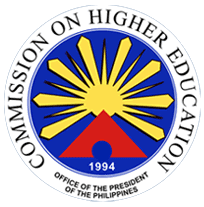 COMMISSION ON HIGHER EDUCATION
1994
OFFICE OF THE PRESIDENT
OF THE PHILIPPINES